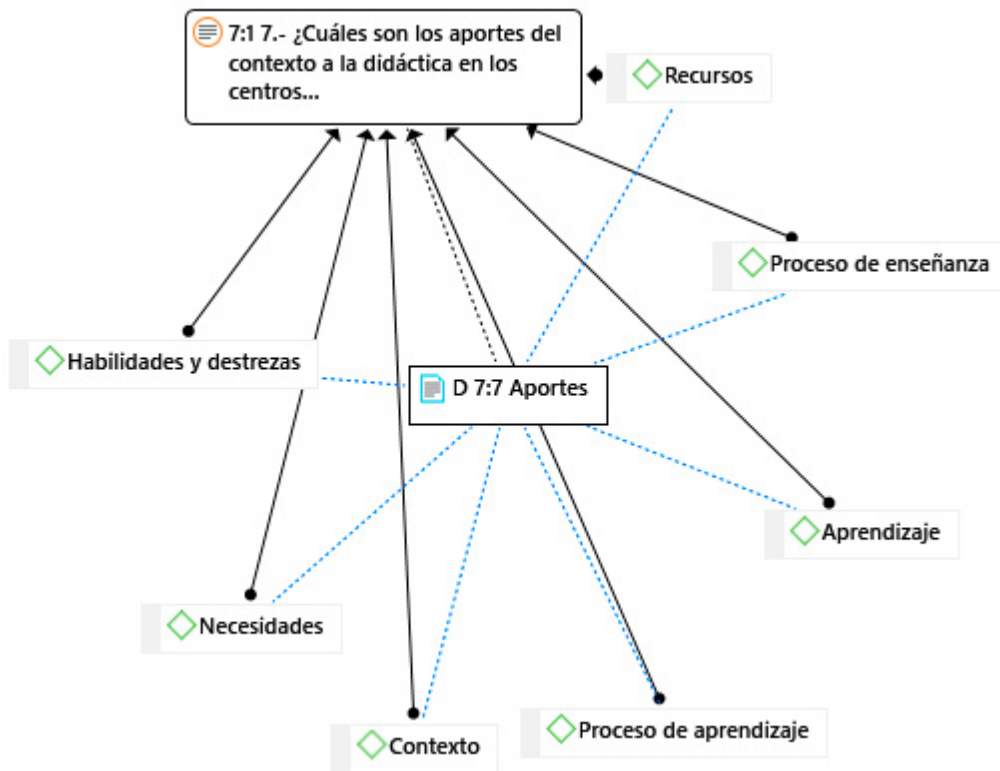 7:1 7.- ¿Cuáles son los aportes del
contexto a la didáctica en los
centros...
Recursos
Proceso de enseñanza
Habilidades y destrezas
D 7:7 Aportes
Aprendizaje
Necesidades
Proceso de aprendizaje
Contexto